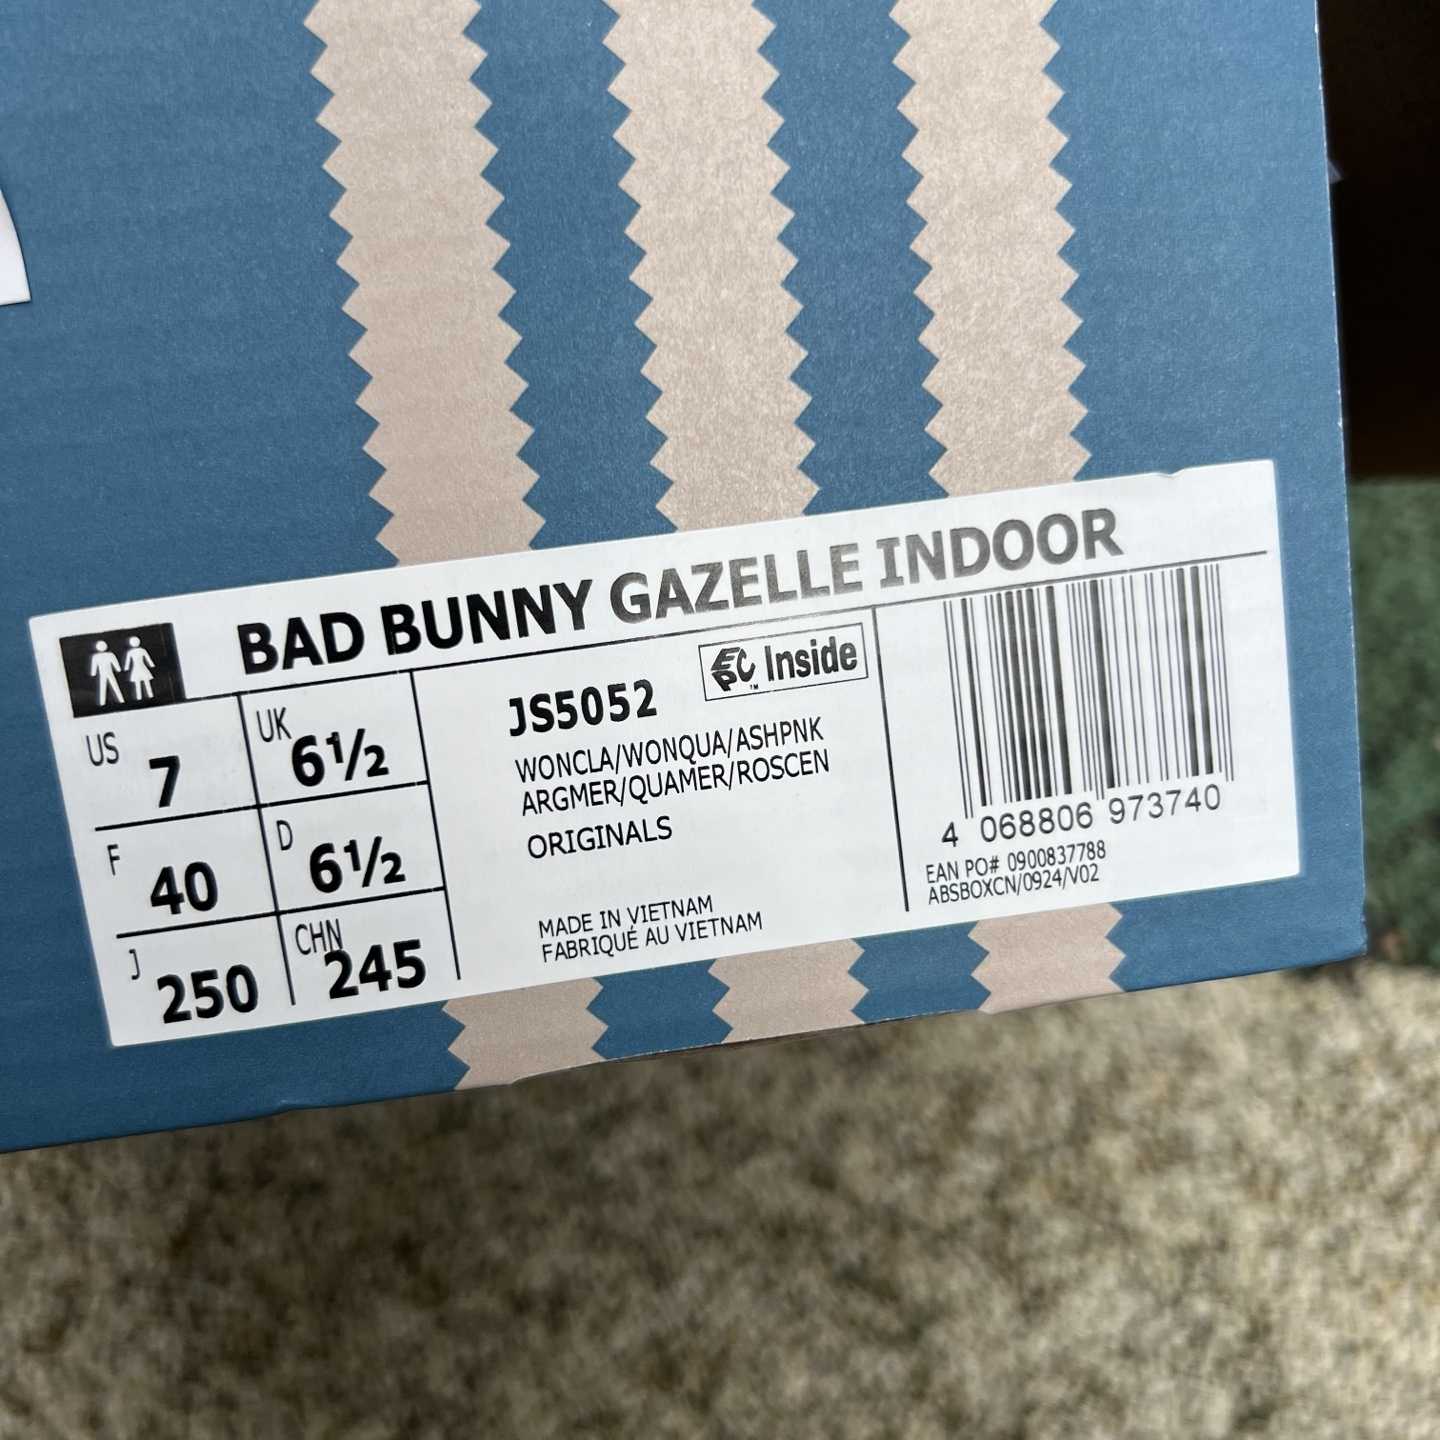 BAD BUNNY GAZELLE INDOOR
US 7
UK 6½
F 40
D 6½
J 250
CHN 245
JS5052
EPC Inside
™
WONCLA/WONQUA/ASHPNK
ARGMER/QUAMER/ROSCEN
ORIGINALS
MADE IN VIETNAM
FABRIQUÉ AU VIETNAM
4 068806 973740
EAN PO# 0900837788
ABSBOXCN/0924/V02